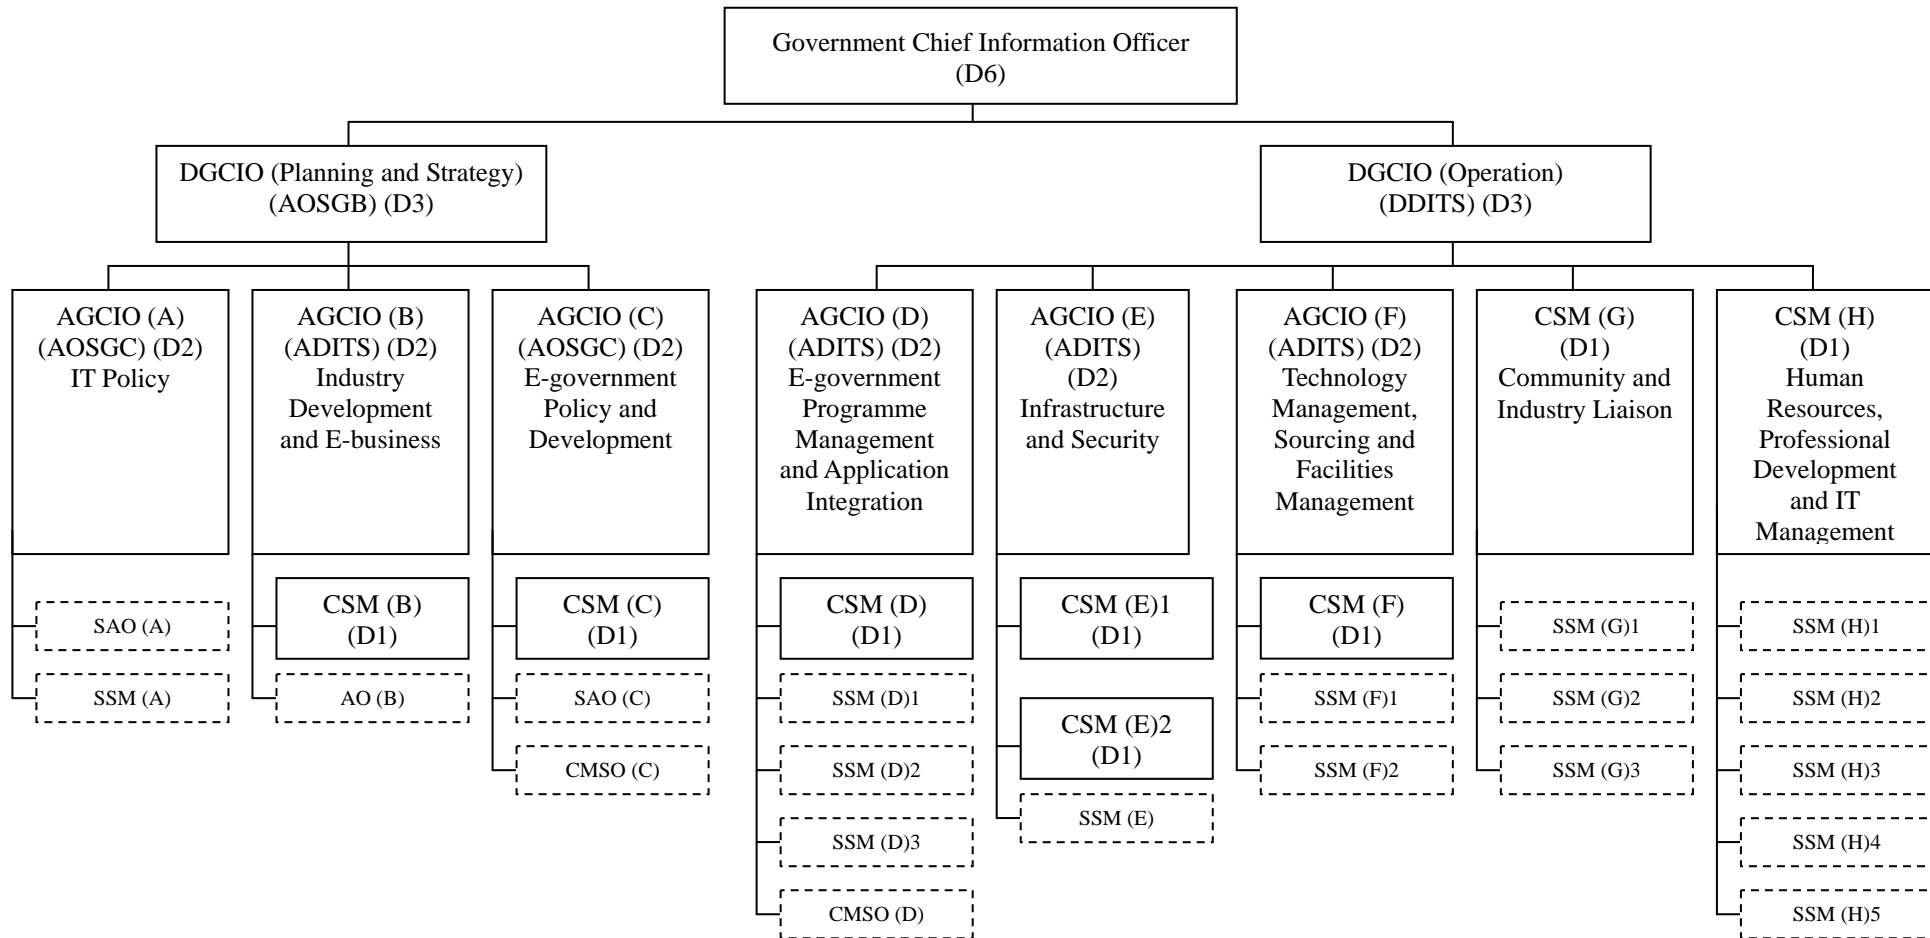 Government Chief Information Officer
(D6)
DGCIO (Planning and Strategy)
(AOSGB) (D3)
DGCIO (Operation)
(DDITS) (D3)
AGCIO (A)
(AOSGC) (D2)
IT Policy
AGCIO (B)
(ADITS) (D2)
Industry
Development
and E-business
AGCIO (C)
(AOSGC) (D2)
E-government
Policy and
Development
AGCIO (D)
(ADITS) (D2)
E-government
Programme
Management
and Application
Integration
AGCIO (E)
(ADITS)
(D2)
Infrastructure
and Security
AGCIO (F)
(ADITS) (D2)
Technology
Management,
Sourcing and
Facilities
Management
CSM (G)
(D1)
Community and
Industry Liaison
CSM (H)
(D1)
Human
Resources,
Professional
Development
and IT
Management
SAO (A)
SSM (A)
CSM (B)
(D1)
AO (B)
CSM (C)
(D1)
SAO (C)
CMSO (C)
CSM (D)
(D1)
SSM (D)1
SSM (D)2
SSM (D)3
CMSO (D)
CSM (E)1
(D1)
CSM (E)2
(D1)
SSM (E)
CSM (F)
(D1)
SSM (F)1
SSM (F)2
SSM (G)1
SSM (G)2
SSM (G)3
SSM (H)1
SSM (H)2
SSM (H)3
SSM (H)4
SSM (H)5